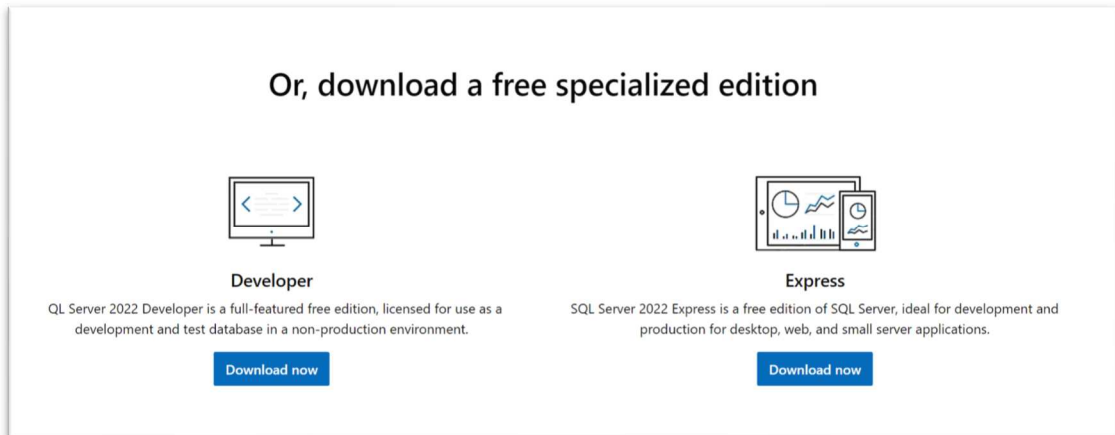 Or, download a free specialized edition
Developer
QL Server 2022 Developer is a full-featured free edition, licensed for use as a
development and test database in a non-production environment.
Download now
Express
SQL Server 2022 Express is a free edition of SQL Server, ideal for development and
production for desktop, web, and small server applications.
Download now